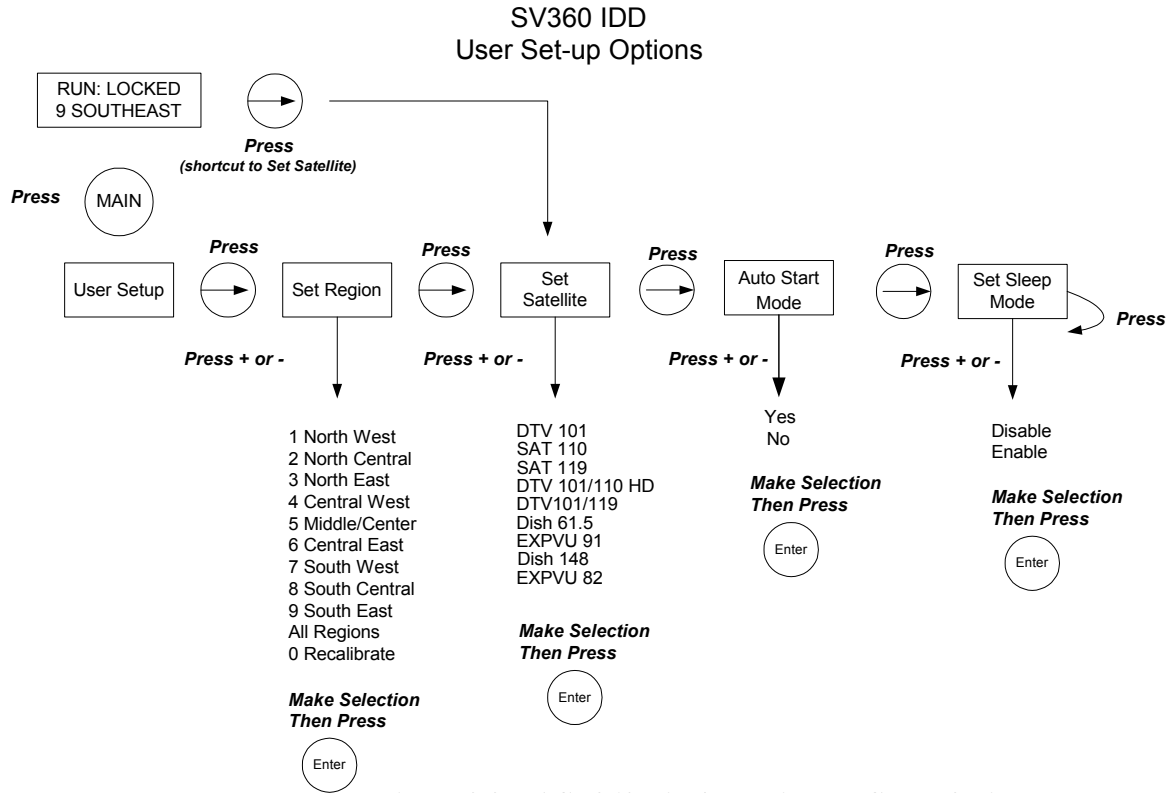 SV360 IDD
User Set-up Options
RUN: LOCKED
9 SOUTHEAST
Press
(shortcut to Set Satellite)
Press
MAIN
User Setup
Press
Set Region
Press
Set
Satellite
Press
Auto Start
Mode
Press
Set Sleep
Mode
Press
Press + or -
1 North West
2 North Central
3 North East
4 Central West
5 Middle/Center
6 Central East
7 South West
8 South Central
9 South East
All Regions
0 Recalibrate
Make Selection
Then Press
Enter
Press + or -
DTV 101
SAT 110
SAT 119
DTV 101/110 HD
DTV101/119
Dish 61.5
EXPVU 91
Dish 148
EXPVU 82
Make Selection
Then Press
Enter
Press + or -
Yes
No
Make Selection
Then Press
Enter
Press + or -
Disable
Enable
Make Selection
Then Press
Enter